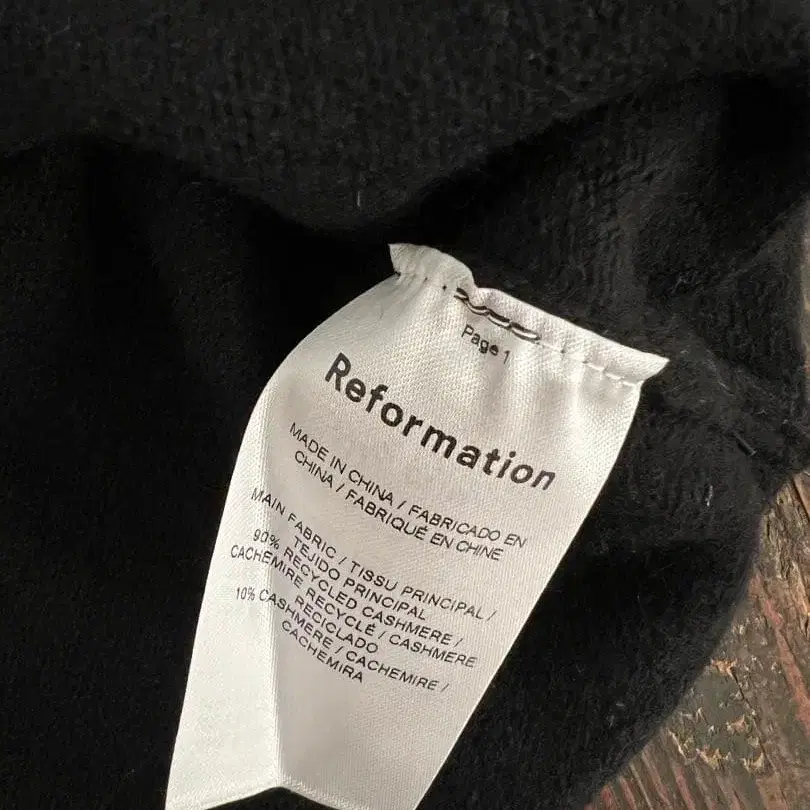 Page 1
Reformation
MADE IN CHINA / FABRICADO EN
CHINA / FABRIQUÉ EN CHINE
MAIN FABRIC / TISSU PRINCIPAL /
TEJIDO PRINCIPAL
90% RECYCLED CASHMERE /
CACHEMIRE RECYCLÉ / CASHMERE
RECICLADO
10% CASHMERE / CACHEMIRE /
CACHEMIRA